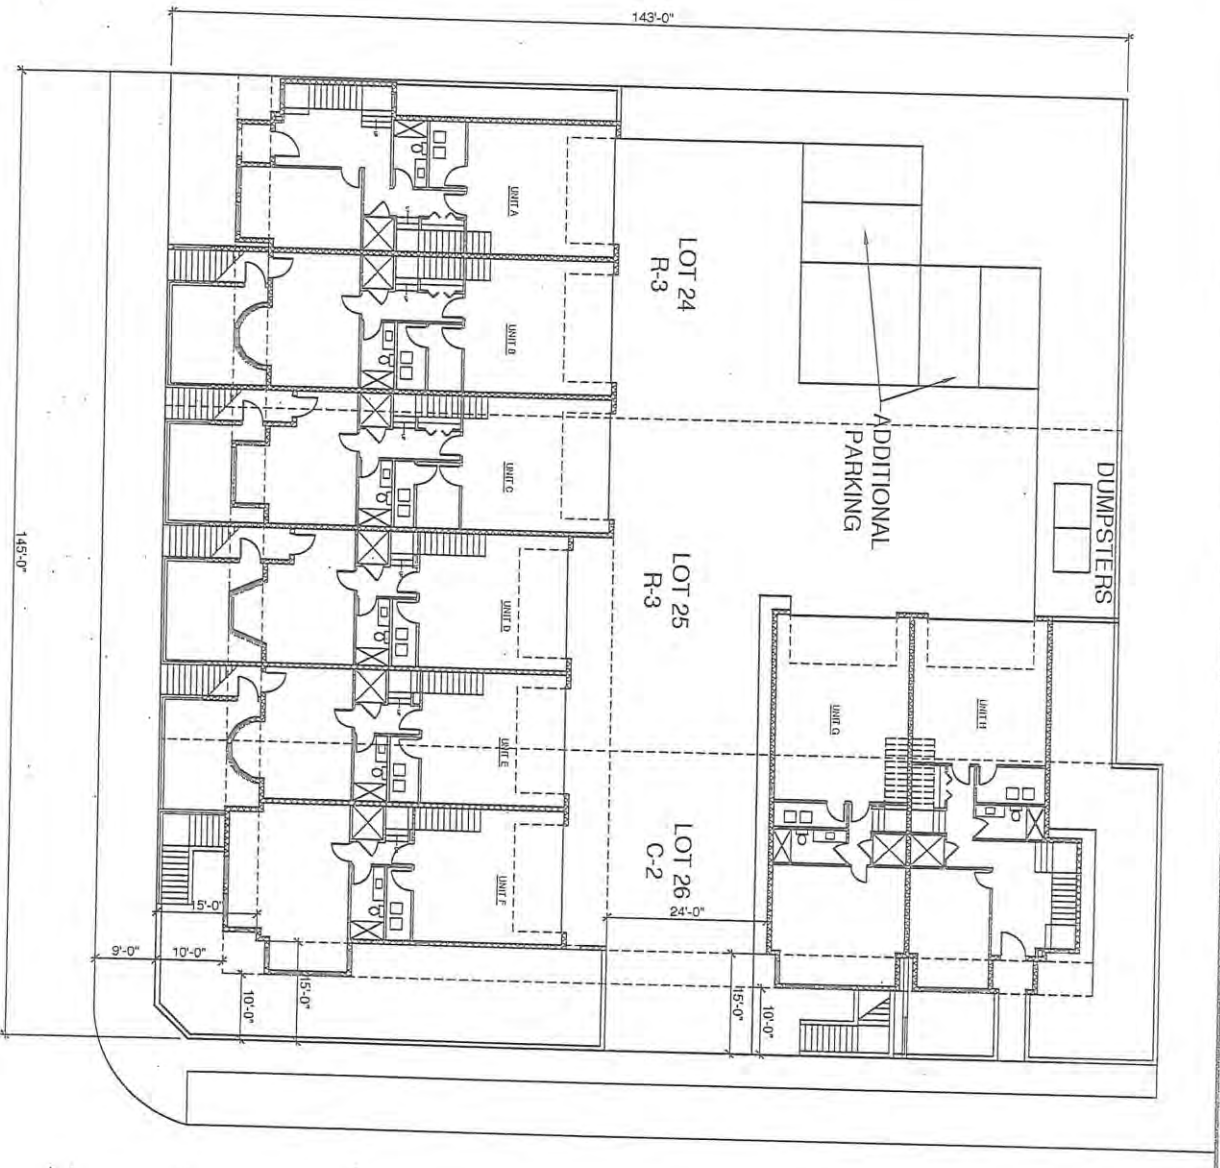 143'-0"
145'-0"
UNIT A
UNIT B
UNIT C
UNIT D
UNIT E
UNIT F
LOT 24
R-3
LOT 25
R-3
LOT 26
C-2
ADDITIONAL
PARKING
DUMPSTERS
UNIT G
UNIT H
24'-0"
15'-0"
9'-0"
10'-0"
10'-0"
15'-0"
15'-0"
10'-0"